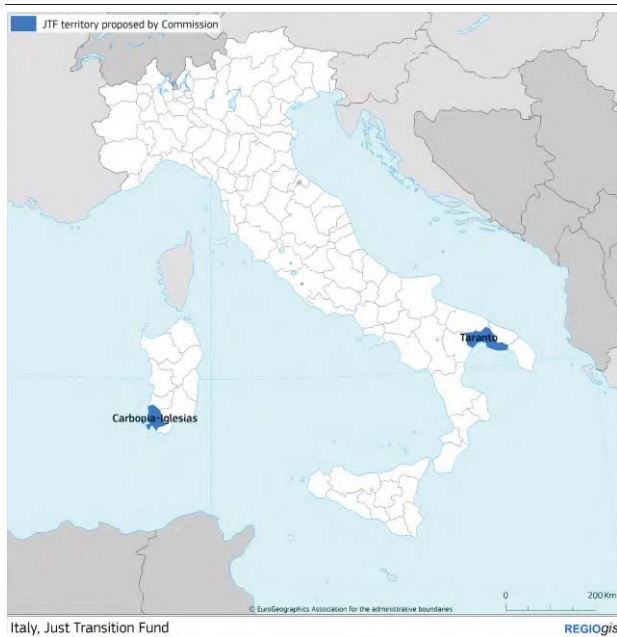 JTF territory proposed by Commission
Taranto
Carbopia-Iglesias
0 200 Km
© EuroGeographics Association for the administrative boundaries
Italy, Just Transition Fund
REGIOgis